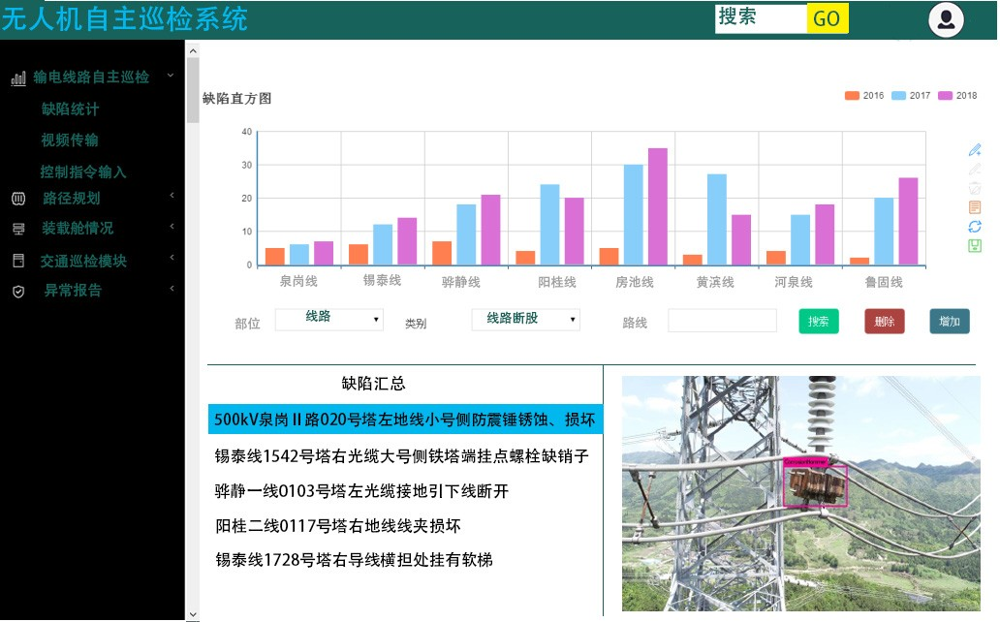 无人机自主巡检系统
搜索
GO
输电线路自主巡检
缺陷统计
视频传输
控制指令输入
路径规划
装载舱情况
交通巡检模块
异常报告
缺陷直方图
2016 2017 2018
40
30
20
10
0
泉岗线 锡泰线 骅静线 阳桂线 房池线 黄滨线 河泉线 鲁固线
部位 线路 类别 线路断股 路线 搜索 删除 增加
缺陷汇总
500kV泉岗Ⅱ路020号塔左地线小号侧防震锤锈蚀、损坏
锡泰线1542号塔右光缆大号侧铁塔端挂点螺栓缺销子
骅静一线0103号塔左光缆接地引下线断开
阳桂二线0117号塔右地线线夹损坏
锡泰线1728号塔右导线横担处挂有软梯